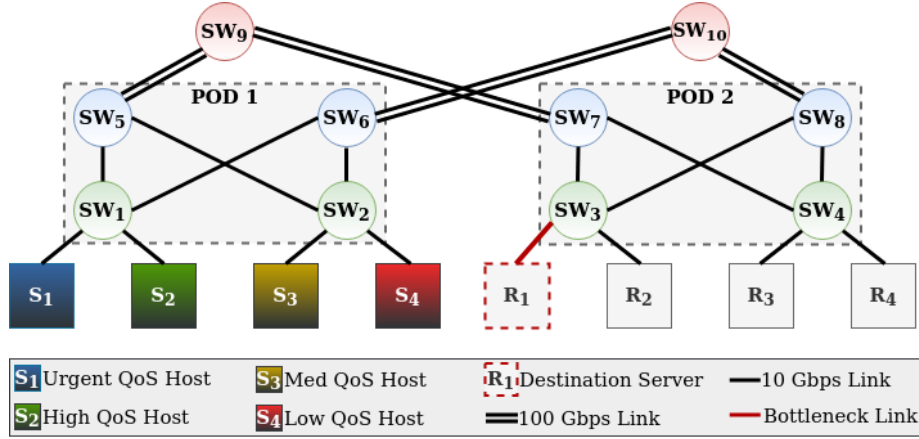 SW9 SW10
POD 1 POD 2
SW5 SW6 SW7 SW8
SW1 SW2 SW3 SW4
S1 S2 S3 S4 R1 R2 R3 R4
S1 Urgent QoS Host S3 Med QoS Host R1 Destination Server 10 Gbps Link
S2 High QoS Host S4 Low QoS Host 100 Gbps Link Bottleneck Link